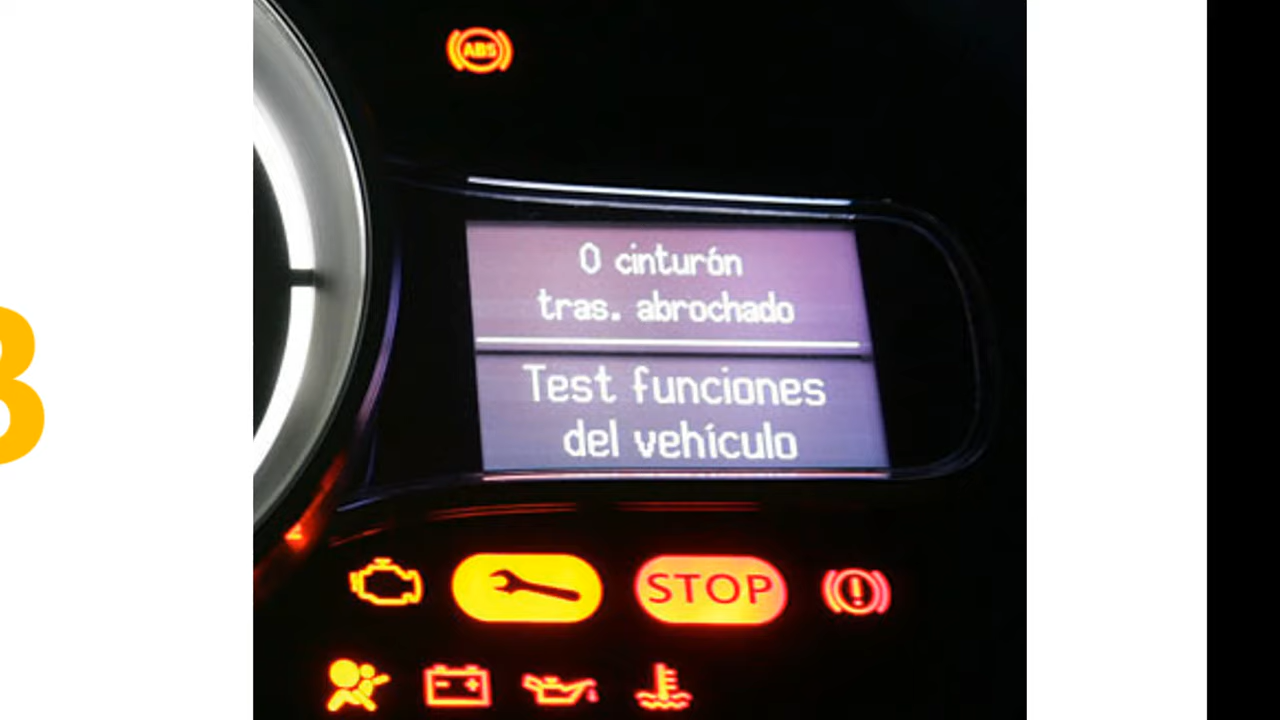 ABS
0 cinturón
tras. abrochado
Test funciones
del vehículo
STOP